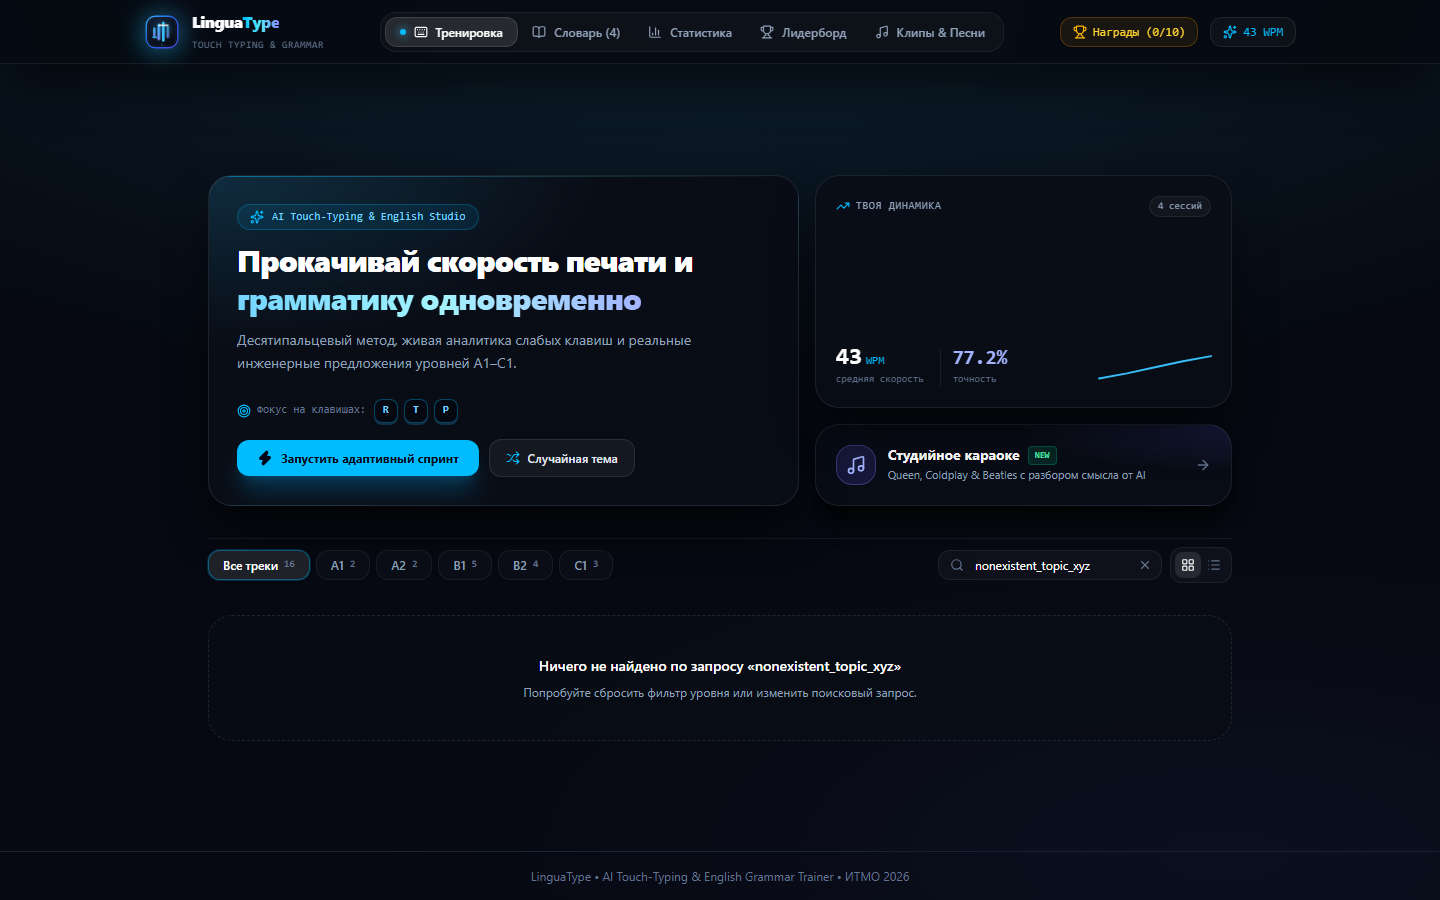 LinguaType
TOUCH TYPING & GRAMMAR
Тренировка
Словарь (4)
Статистика
Лидерборд
Клипы & Песни
Награды (0/10)
43 WPM
AI Touch-Typing & English Studio
Прокачивай скорость печати и
грамматику одновременно
Десятипальцевый метод, живая аналитика слабых клавиш и реальные
инженерные предложения уровней A1–C1.
Фокус на клавишах: R T P
Запустить адаптивный спринт
Случайная тема
ТВОЯ ДИНАМИКА
4 сессий
43 WPM
средняя скорость
77.2%
точность
Студийное караоке NEW
Queen, Coldplay & Beatles с разбором смысла от AI
Все треки 16
A1 2
A2 2
B1 5
B2 4
C1 3
nonexistent_topic_xyz
Ничего не найдено по запросу «nonexistent_topic_xyz»
Попробуйте сбросить фильтр уровня или изменить поисковый запрос.
LinguaType • AI Touch-Typing & English Grammar Trainer • ИТМО 2026